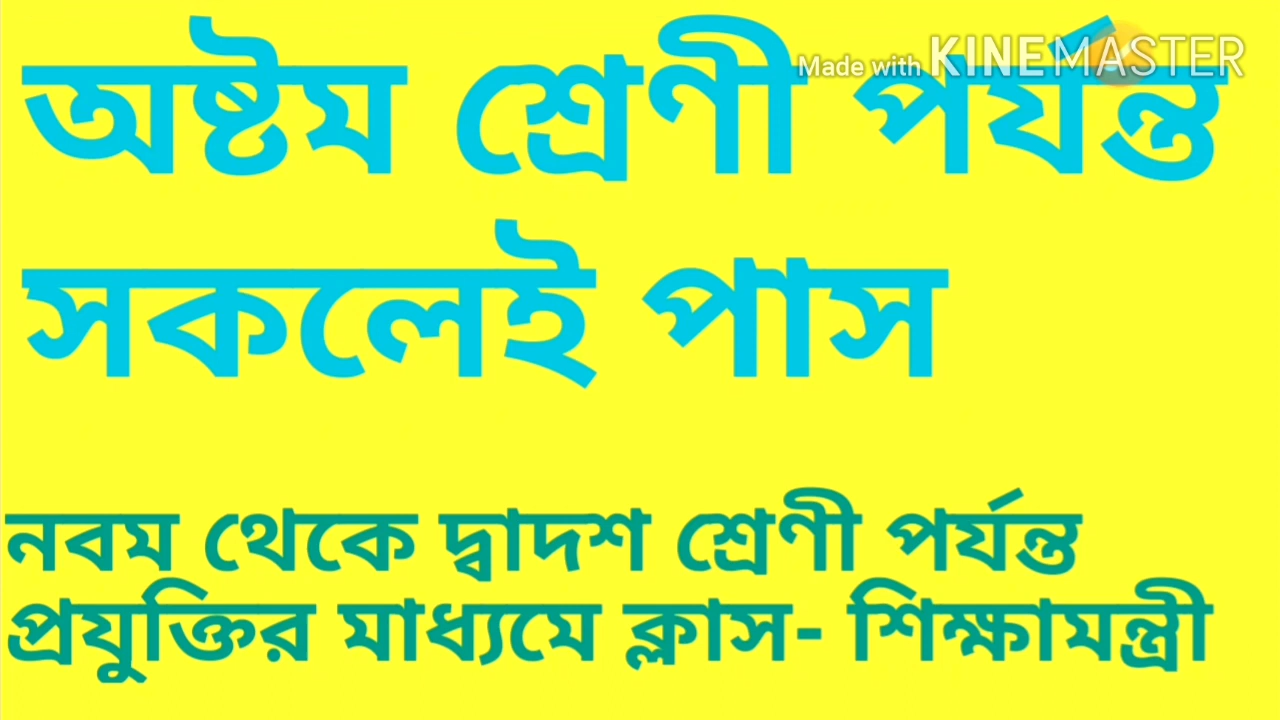 Made with KINEMASTER
অষ্টম শ্রেণী পর্যন্ত
সকলেই পাস
নবম থেকে দ্বাদশ শ্রেণী পর্যন্ত
প্রযুক্তির মাধ্যমে ক্লাস- শিক্ষামন্ত্রী